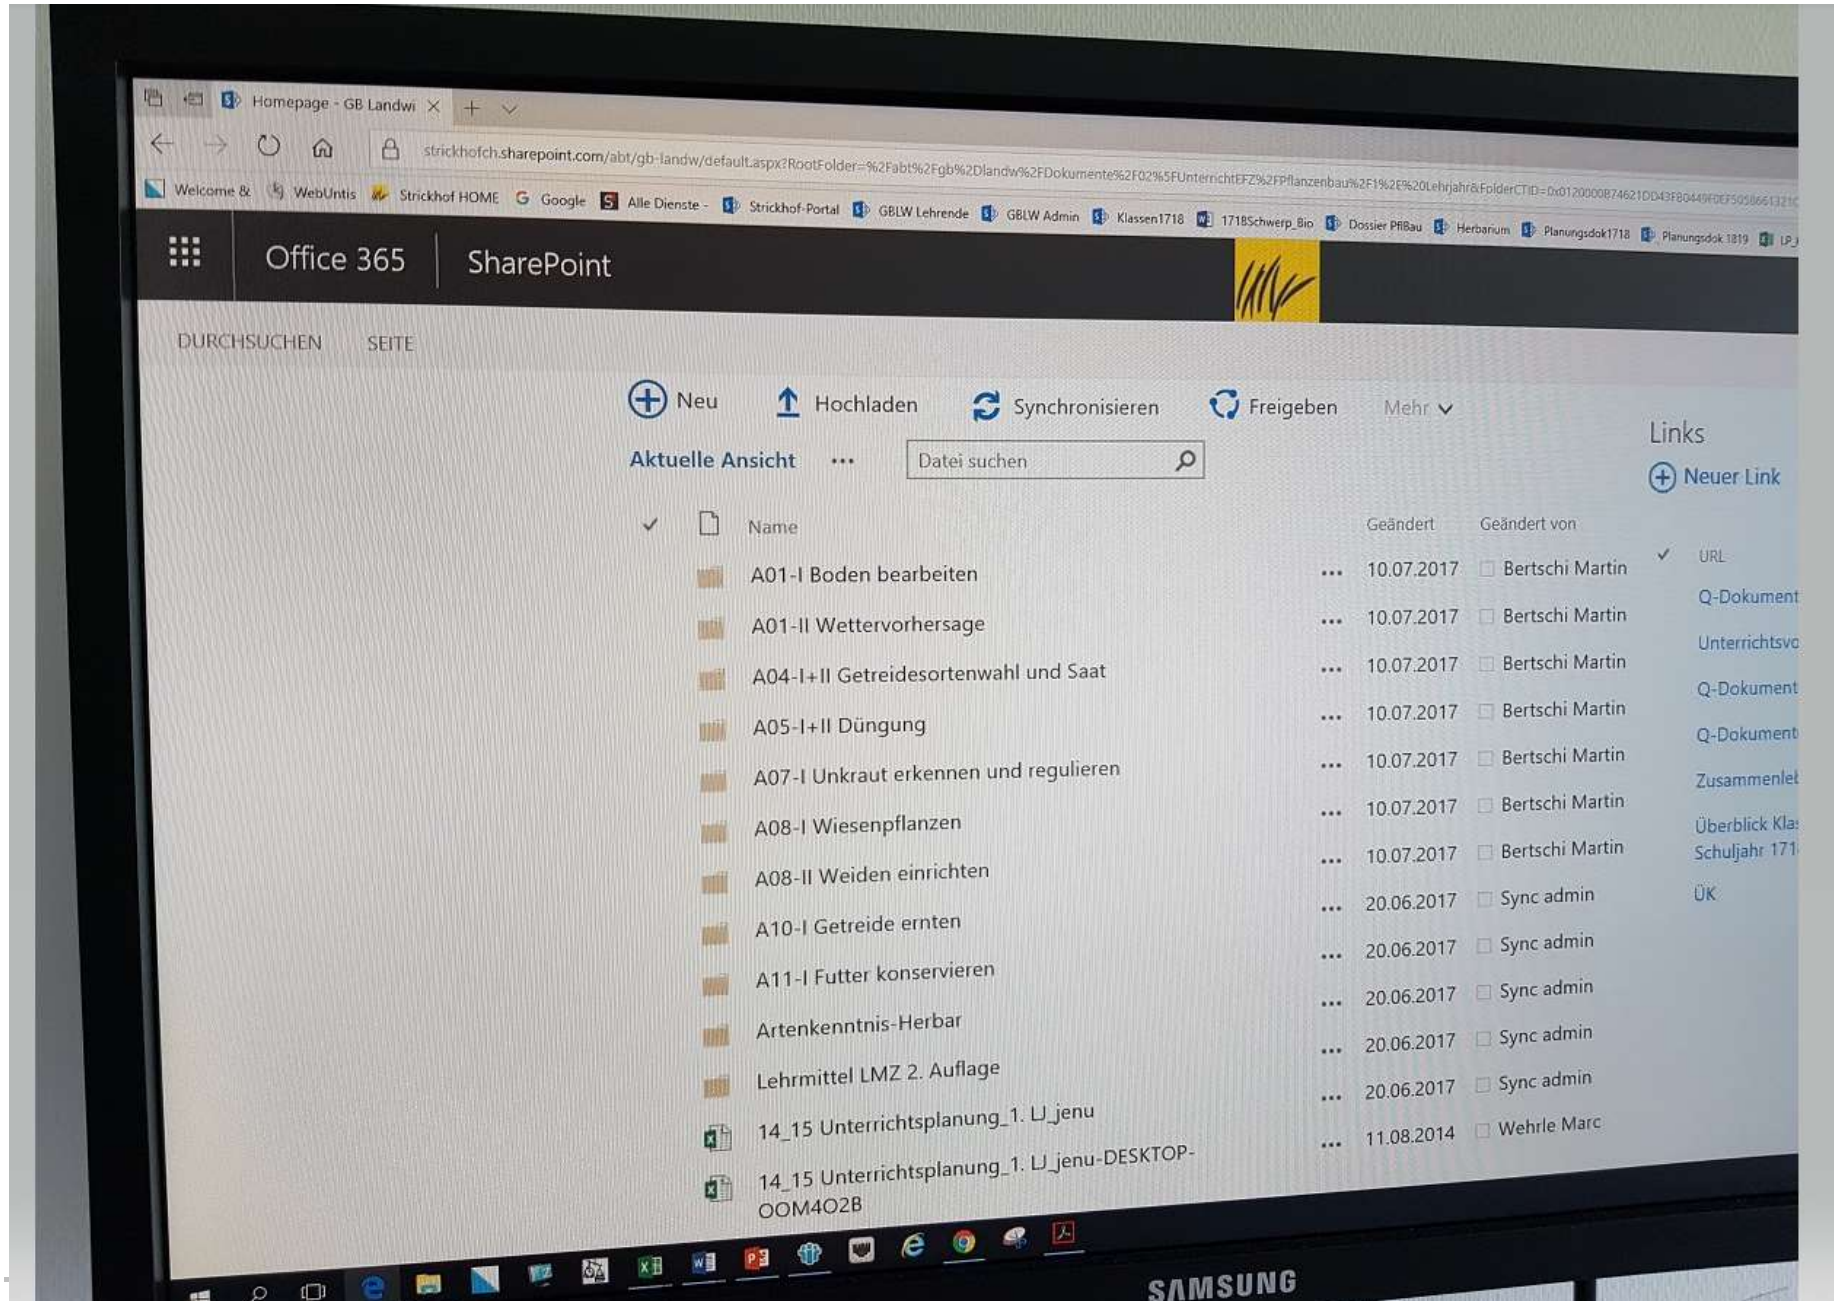 Homepage - GB Landwi
strickhofch.sharepoint.com/abt/gb-landw/default.aspx?RootFolder=%2Fabt%2Fgb%2Dlandw%2FDokumente%2F02%5FUnterrichtEFZ%2FPflanzenbau%2F1%2E%20Lehrjahr&FolderCTID=
Welcome & WebUntis Strickhof HOME Google Alle Dienste - Strickhof-Portal GBLW Lehrende GBLW Admin Klassen1718 1718Schwerp_Bio Dossier PflBau Herbarium Planungsdok1718 Planungsdok 1819
Office 365 SharePoint
DURCHSUCHEN SEITE
Neu Hochladen Synchronisieren Freigeben Mehr
Aktuelle Ansicht ... Datei suchen
Links
Neuer Link
Name Geändert Geändert von
URL
A01-I Boden bearbeiten ... 10.07.2017 Bertschi Martin
Q-Dokument
A01-II Wettervorhersage ... 10.07.2017 Bertschi Martin
Unterrichtsvo
A04-I+II Getreidesortenwahl und Saat ... 10.07.2017 Bertschi Martin
Q-Dokument
A05-I+II Düngung ... 10.07.2017 Bertschi Martin
Q-Dokument
A07-I Unkraut erkennen und regulieren ... 10.07.2017 Bertschi Martin
Zusammenleb
A08-I Wiesenpflanzen ... 10.07.2017 Bertschi Martin
Überblick Klas
Schuljahr 171
A08-II Weiden einrichten ... 10.07.2017 Bertschi Martin
ÜK
A10-I Getreide ernten ... 20.06.2017 Sync admin
A11-I Futter konservieren ... 20.06.2017 Sync admin
Artenkenntnis-Herbar ... 20.06.2017 Sync admin
Lehrmittel LMZ 2. Auflage ... 20.06.2017 Sync admin
14_15 Unterrichtsplanung_1. LJ_jenu ... 20.06.2017 Sync admin
14_15 Unterrichtsplanung_1. LJ_jenu-DESKTOP- ... 11.08.2014 Wehrle Marc
OOM4O2B
SAMSUNG